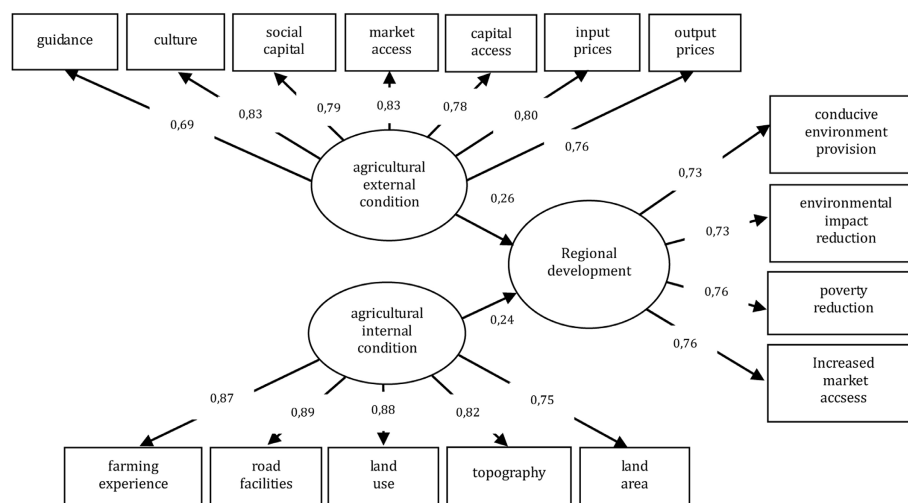 guidance
culture
social
capital
market
access
capital
access
input
prices
output
prices
0,69
0,83
0,79
0,83
0,78
0,80
0,76
agricultural
external
condition
0,26
Regional
development
agricultural
internal
condition
0,24
0,73
0,73
0,76
0,76
conducive
environment
provision
environmental
impact
reduction
poverty
reduction
Increased
market
accsess
0,87
0,89
0,88
0,82
0,75
farming
experience
road
facilities
land
use
topography
land
area